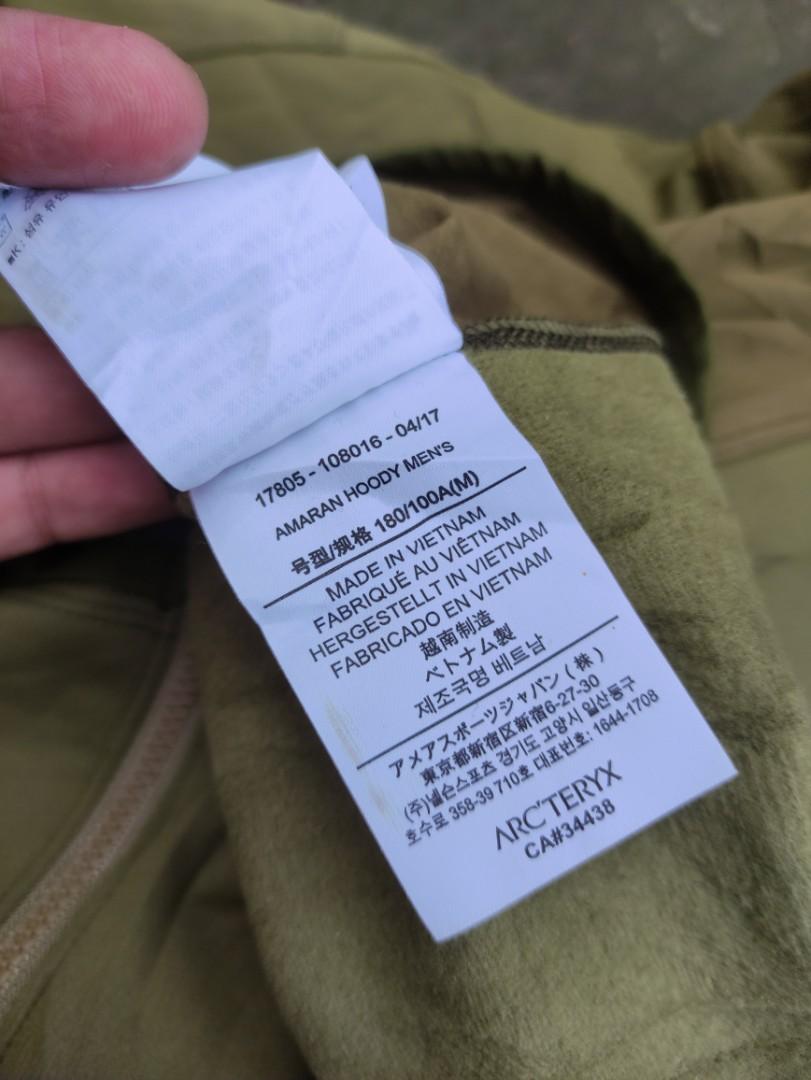 ■K: 섬유 유
17805 - 108016 - 04/17
AMARAN HOODY MEN'S
号型/规格 180/100A(M)
MADE IN VIETNAM
FABRIQUÉ AU VIÊTNAM
HERGESTELLT IN VIETNAM
FABRICADO EN VIETNAM
越南制造
ベトナム製
제조국명 베트남
アメアスポーツジャパン (株)
東京都新宿区新宿6-27-30
(주)넬슨스포츠 경기도 고양시 일산동구
호수로 358-39 710호 대표번호: 1644-1708
ARC'TERYX
CA#34438